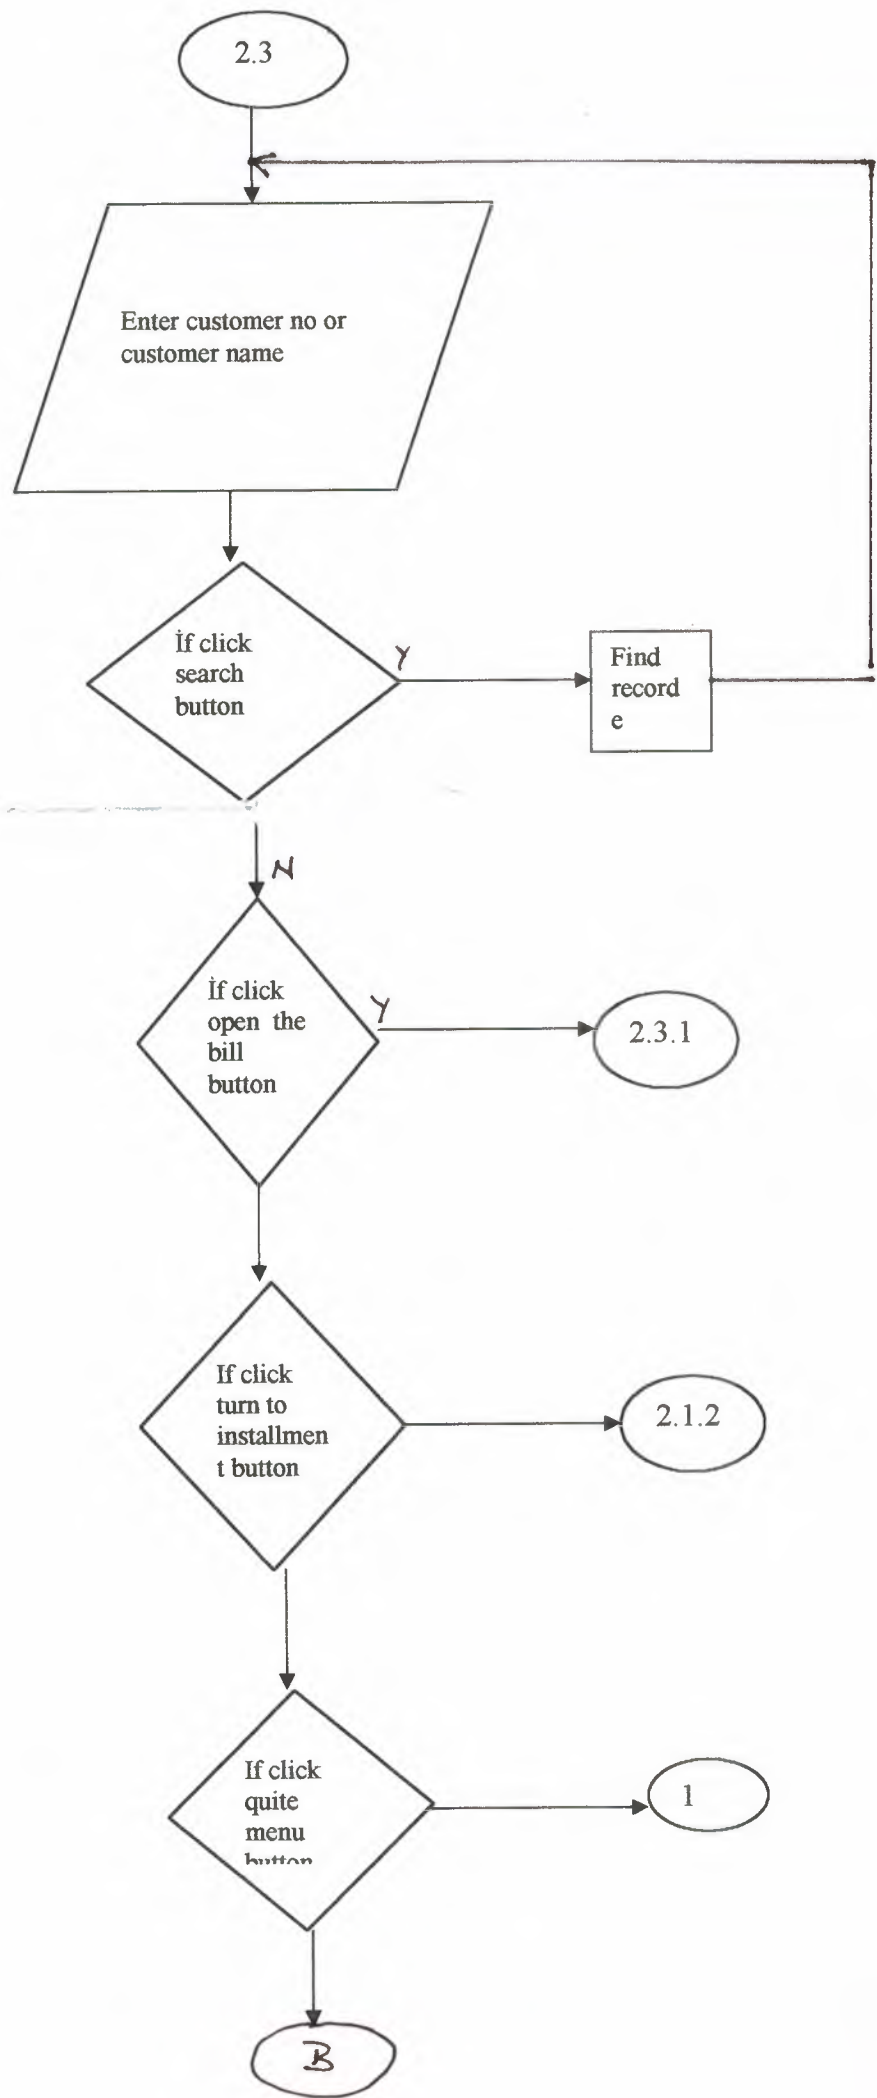 2.3
Enter customer no or
customer name
İf click
search
button
Y
Find
record
e
N
İf click
open the
bill
button
Y
2.3.1
If click
turn to
installmen
t button
2.1.2
If click
quite
menu
button
1
B